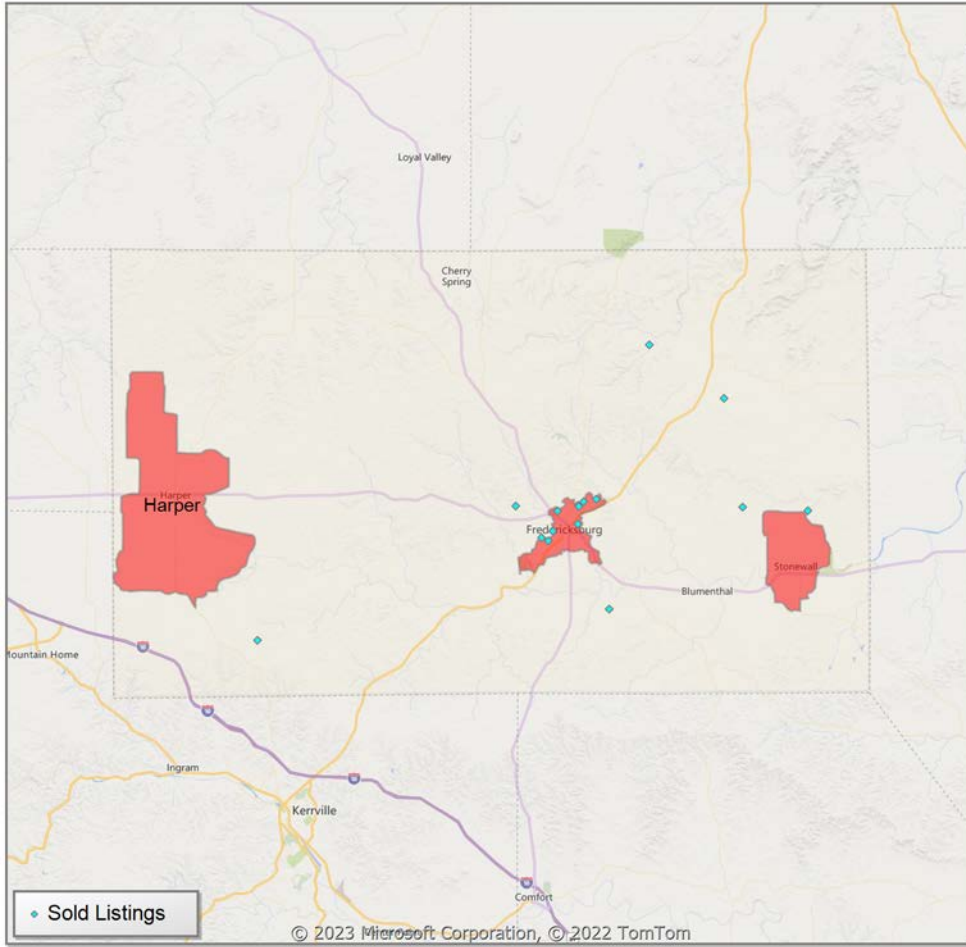 Loyal Valley
Cherry
Spring
Harper
Harper
Fredericksburg
Stonewall
Blumenthal
Mountain Home
Ingram
Kerrville
Comfort
Sold Listings
© 2023 Microsoft Corporation, © 2022 TomTom